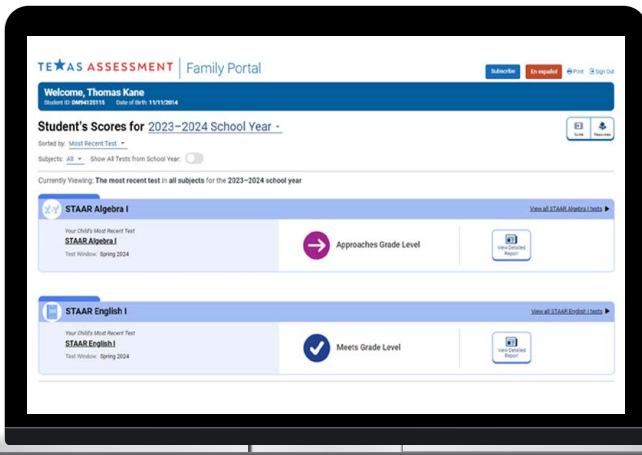 TEXAS ASSESSMENT | Family Portal
Subscribe En español Print Sign Out
Welcome, Thomas Kane
Student ID DM94125115 Date of Birth 11/11/2014
Student's Scores for 2023–2024 School Year
Guide Resources
Sorted by: Most Recent Test
Subjects: All Show All Tests from School Year:
Currently Viewing: The most recent test in all subjects for the 2023–2024 school year
STAAR Algebra I View all STAAR Algebra I tests
Your Child's Most Recent Test
STAAR Algebra I
Test Window: Spring 2024
Approaches Grade Level
View Detailed
Report
STAAR English I View all STAAR English I tests
Your Child's Most Recent Test
STAAR English I
Test Window: Spring 2024
Meets Grade Level
View Detailed
Report